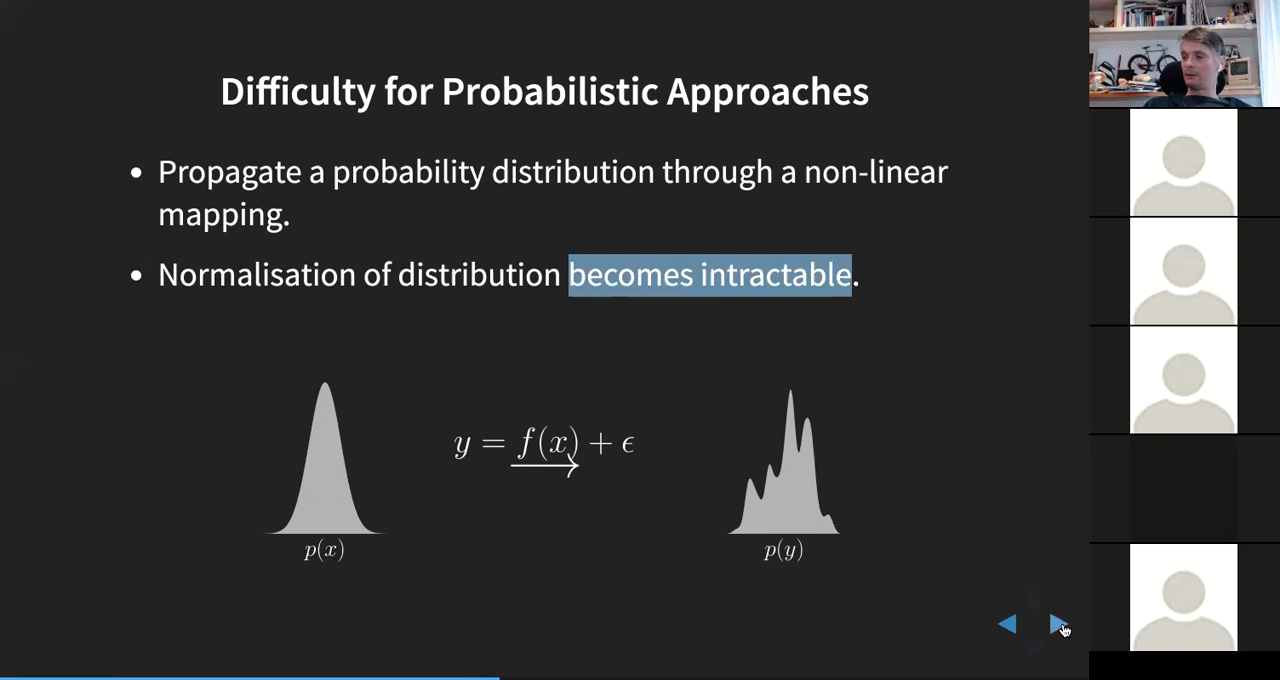 Difficulty for Probabilistic Approaches
• Propagate a probability distribution through a non-linear
mapping.
• Normalisation of distribution becomes intractable.
y = f(x) + ϵ
p(x)
p(y)